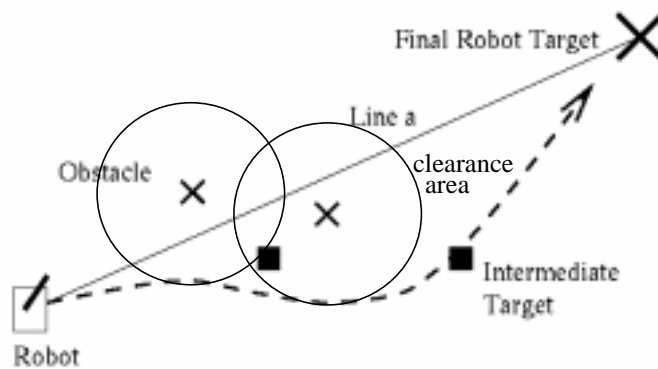 Final Robot Target
Line a
Obstacle
clearance
area
Intermediate
Target
Robot